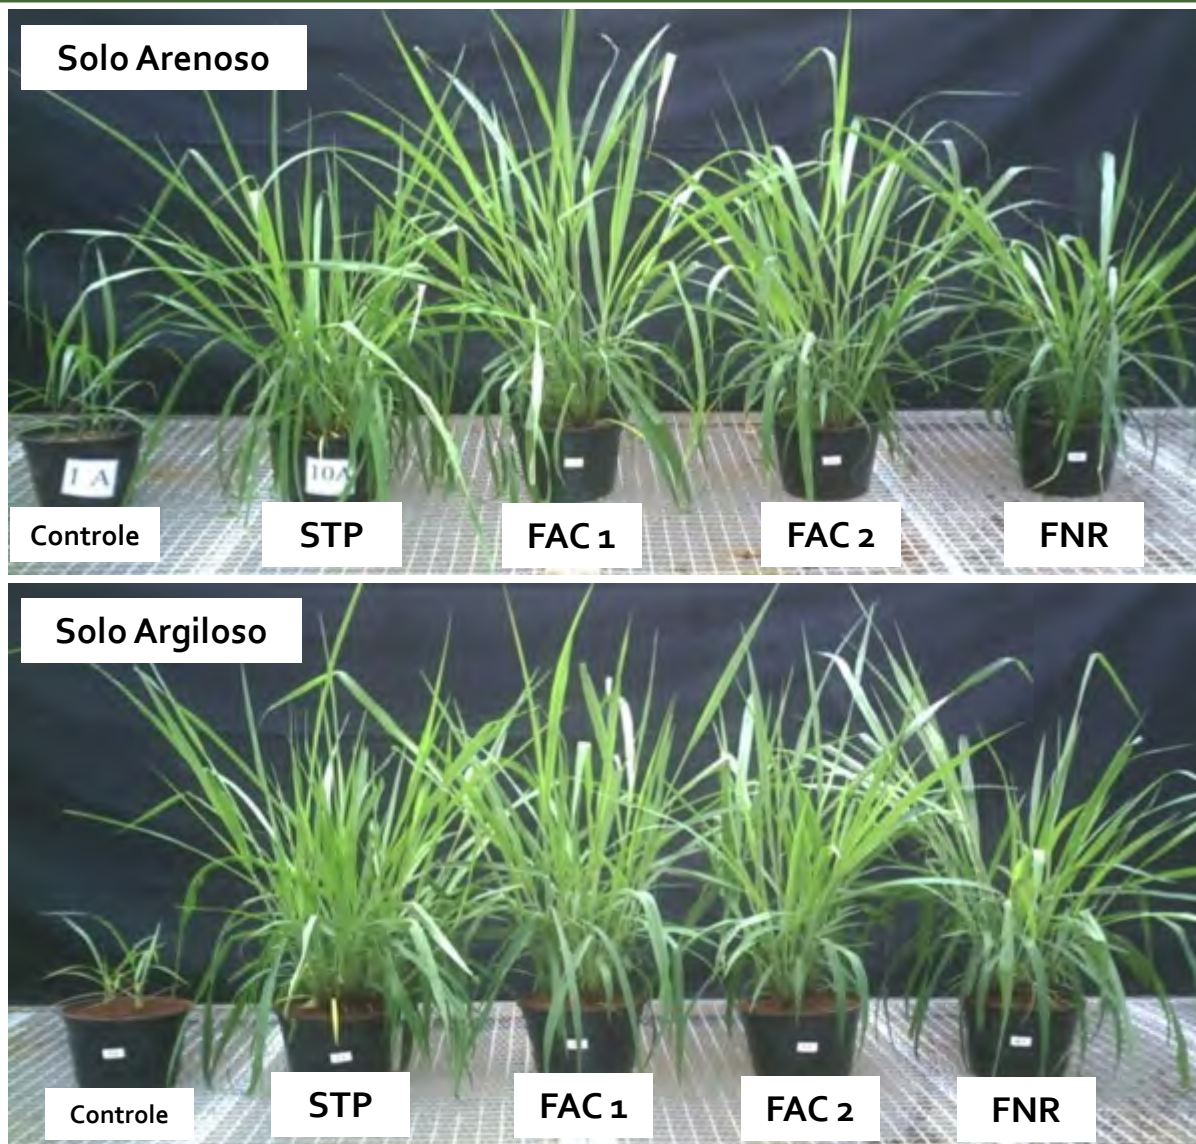 Solo Arenoso
1 A
10A
Controle
STP
FAC 1
FAC 2
FNR
Solo Argiloso
Controle
STP
FAC 1
FAC 2
FNR